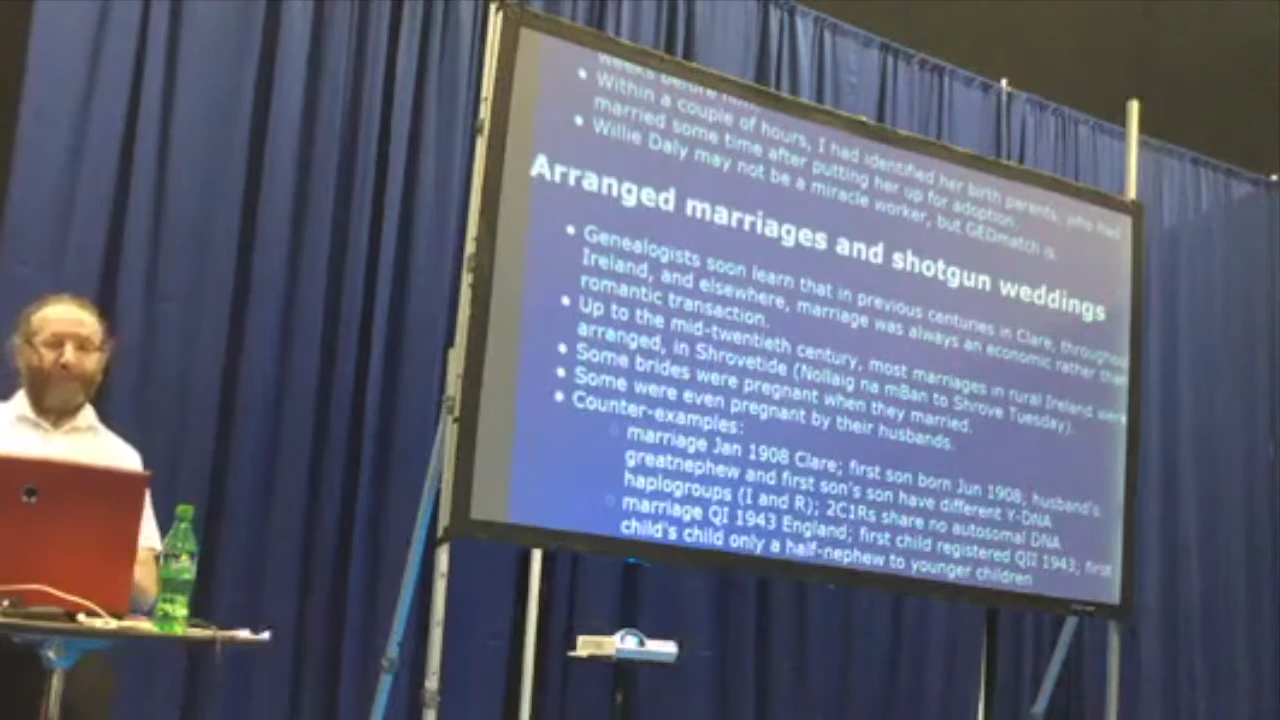 weeks before
• Within a couple of hours, I had identified her birth parents, who had
married some time after putting her up for adoption.
• Willie Daly may not be a miracle worker, but GEDmatch is.
Arranged marriages and shotgun weddings
• Genealogists soon learn that in previous centuries in Clare, throughou
Ireland, and elsewhere, marriage was always an economic rather than
romantic transaction.
• Up to the mid-twentieth century, most marriages in rural Ireland were
arranged, in Shrovetide (Nollaig na mBan to Shrove Tuesday).
• Some brides were pregnant when they married.
• Some were even pregnant by their husbands.
• Counter-examples:
marriage Jan 1908 Clare; first son born Jun 1908; husband's
greatnephew and first son's son have different Y-DNA
haplogroups (I and R); 2C1Rs share no autosomal DNA
marriage QI 1943 England; first child registered QII 1943; first
child's child only a half-nephew to younger children